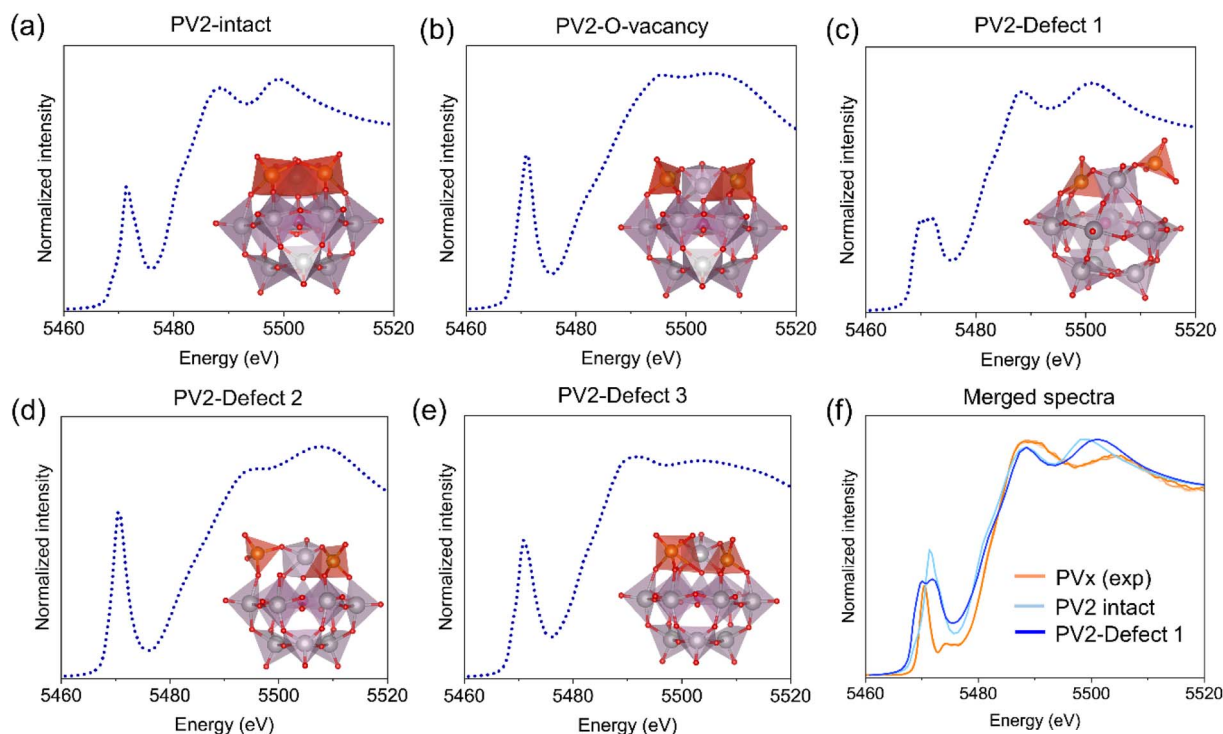 (a)
PV2-intact
Normalized intensity
5460 5480 5500 5520
Energy (eV)
(b)
PV2-O-vacancy
Normalized intensity
5460 5480 5500 5520
Energy (eV)
(c)
PV2-Defect 1
Normalized intensity
5460 5480 5500 5520
Energy (eV)
(d)
PV2-Defect 2
Normalized intensity
5460 5480 5500 5520
Energy (eV)
(e)
PV2-Defect 3
Normalized intensity
5460 5480 5500 5520
Energy (eV)
(f)
Merged spectra
Normalized intensity
PVx (exp)
PV2 intact
PV2-Defect 1
5460 5480 5500 5520
Energy (eV)